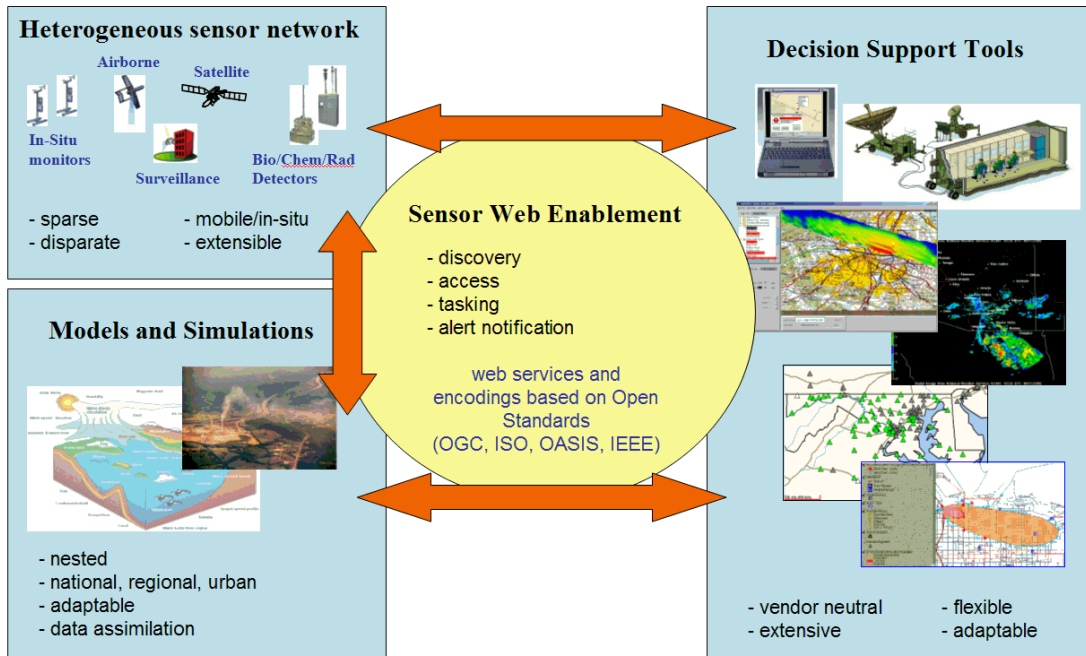 Heterogeneous sensor network
Airborne
Satellite
In-Situ
monitors
Surveillance
Bio/Chem/Rad
Detectors
- sparse
- disparate
- mobile/in-situ
- extensible
Models and Simulations
- nested
- national, regional, urban
- adaptable
- data assimilation
Sensor Web Enablement
- discovery
- access
- tasking
- alert notification
web services and
encodings based on Open
Standards
(OGC, ISO, OASIS, IEEE)
Decision Support Tools
- vendor neutral
- extensive
- flexible
- adaptable